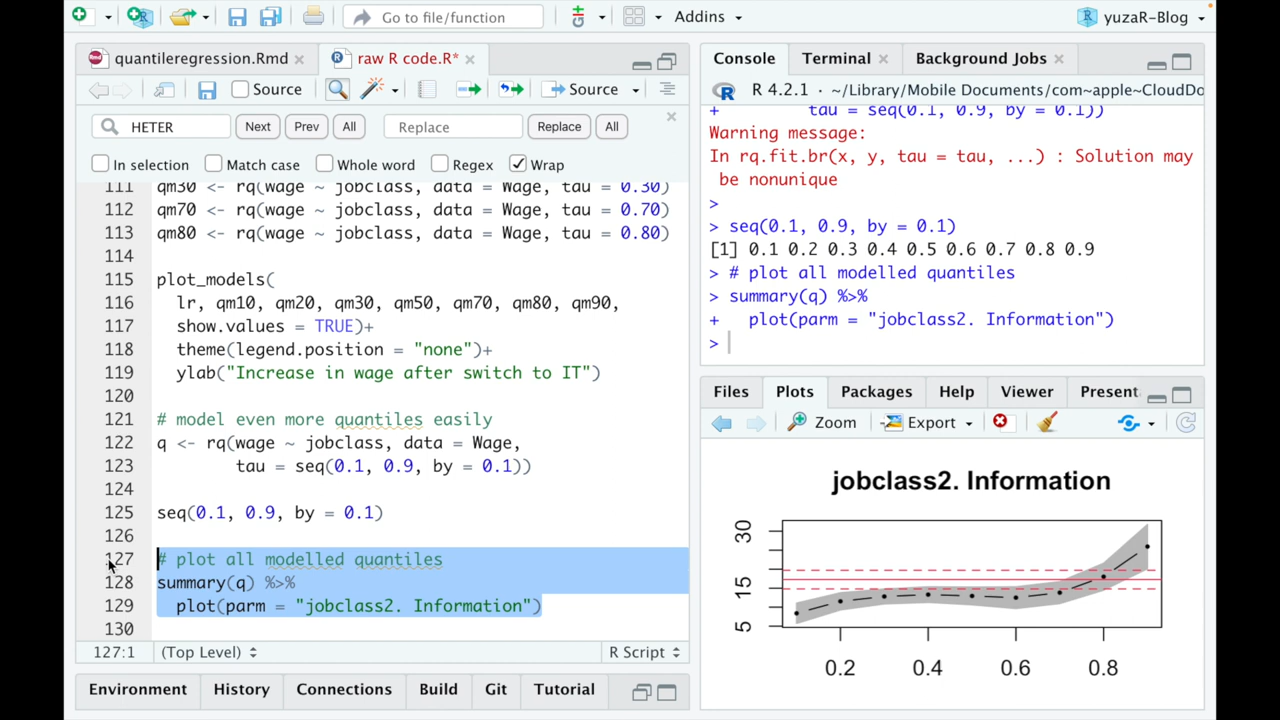 Go to file/function
Addins
yuzaR-Blog
quantileregression.Rmd
raw R code.R*
Source
Source
HETER
Next
Prev
All
Replace
Replace
All
In selection
Match case
Whole word
Regex
Wrap
111 qm30 <- rq(wage ~ jobclass, data = Wage, tau = 0.30)
112 qm70 <- rq(wage ~ jobclass, data = Wage, tau = 0.70)
113 qm80 <- rq(wage ~ jobclass, data = Wage, tau = 0.80)
114
115 plot_models(
116 lr, qm10, qm20, qm30, qm50, qm70, qm80, qm90,
117 show.values = TRUE)+
118 theme(legend.position = "none")+
119 ylab("Increase in wage after switch to IT")
120
121 # model even more quantiles easily
122 q <- rq(wage ~ jobclass, data = Wage,
123 tau = seq(0.1, 0.9, by = 0.1))
124
125 seq(0.1, 0.9, by = 0.1)
126
127 # plot all modelled quantiles
128 summary(q) %>%
129 plot(parm = "jobclass2. Information")
130
127:1
(Top Level)
R Script
Environment
History
Connections
Build
Git
Tutorial
Console
Terminal
Background Jobs
R 4.2.1 · ~/Library/Mobile Documents/com~apple~CloudDo
+ tau = seq(0.1, 0.9, by = 0.1))
Warning message:
In rq.fit.br(x, y, tau = tau, ...) : Solution may
be nonunique
>
> seq(0.1, 0.9, by = 0.1)
[1] 0.1 0.2 0.3 0.4 0.5 0.6 0.7 0.8 0.9
> # plot all modelled quantiles
> summary(q) %>%
+ plot(parm = "jobclass2. Information")
>
Files
Plots
Packages
Help
Viewer
Present
Zoom
Export
jobclass2. Information
30
15
5
0.2
0.4
0.6
0.8